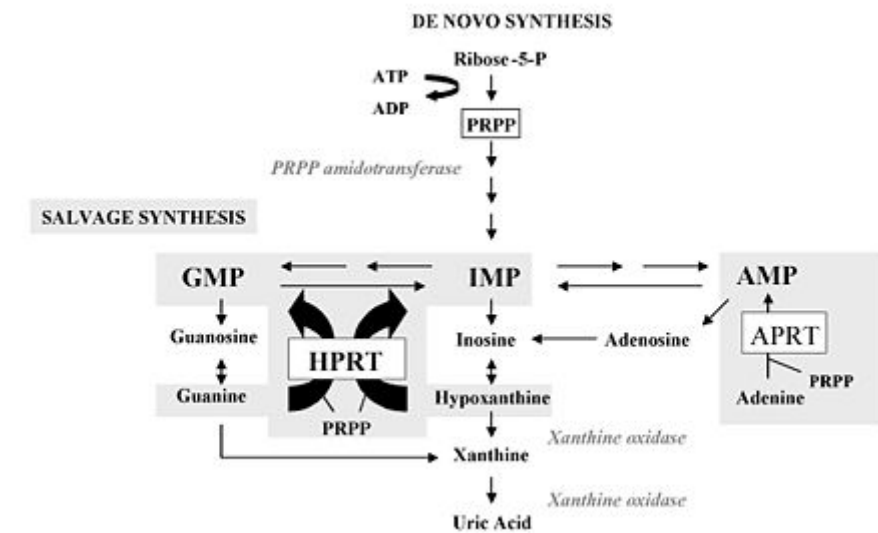 DE NOVO SYNTHESIS
Ribose-5-P
ATP
ADP
PRPP
PRPP amidotransferase
SALVAGE SYNTHESIS
GMP IMP AMP
Guanosine HPRT Inosine Adenosine APRT
PRPP
Guanine Hypoxanthine Adenine
PRPP
Xanthine oxidase
Xanthine
Xanthine oxidase
Uric Acid